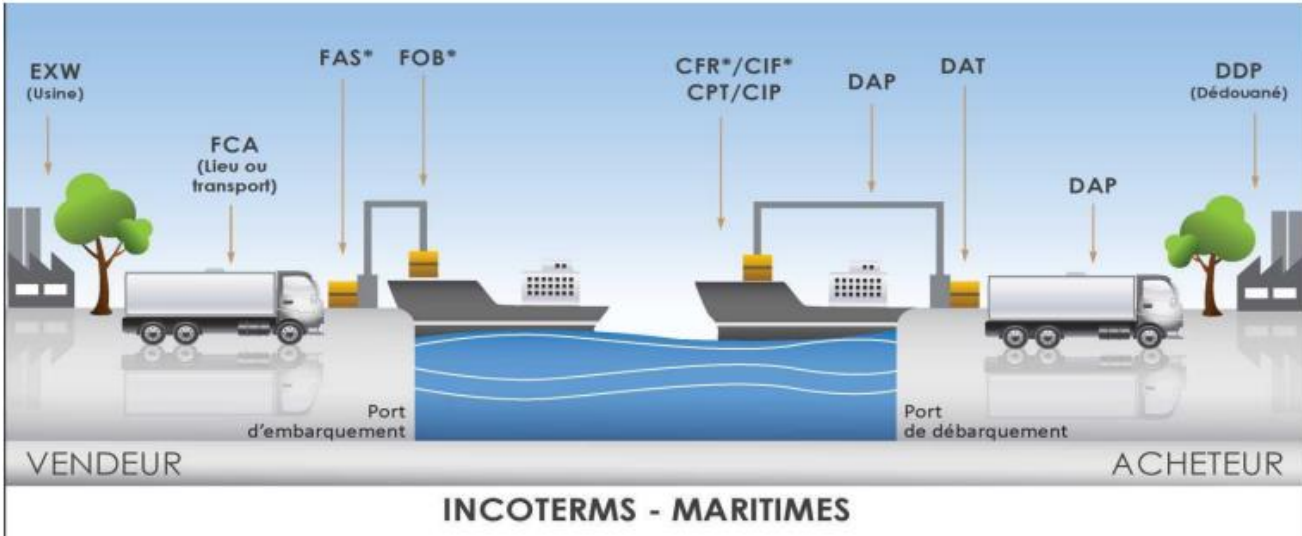 EXW
(Usine)
FCA
(Lieu ou
transport)
FAS*
FOB*
CFR*/CIF*
CPT/CIP
DAP
DAT
DAP
DDP
(Dédouané)
Port
d'embarquement
Port
de débarquement
VENDEUR
ACHETEUR
INCOTERMS - MARITIMES